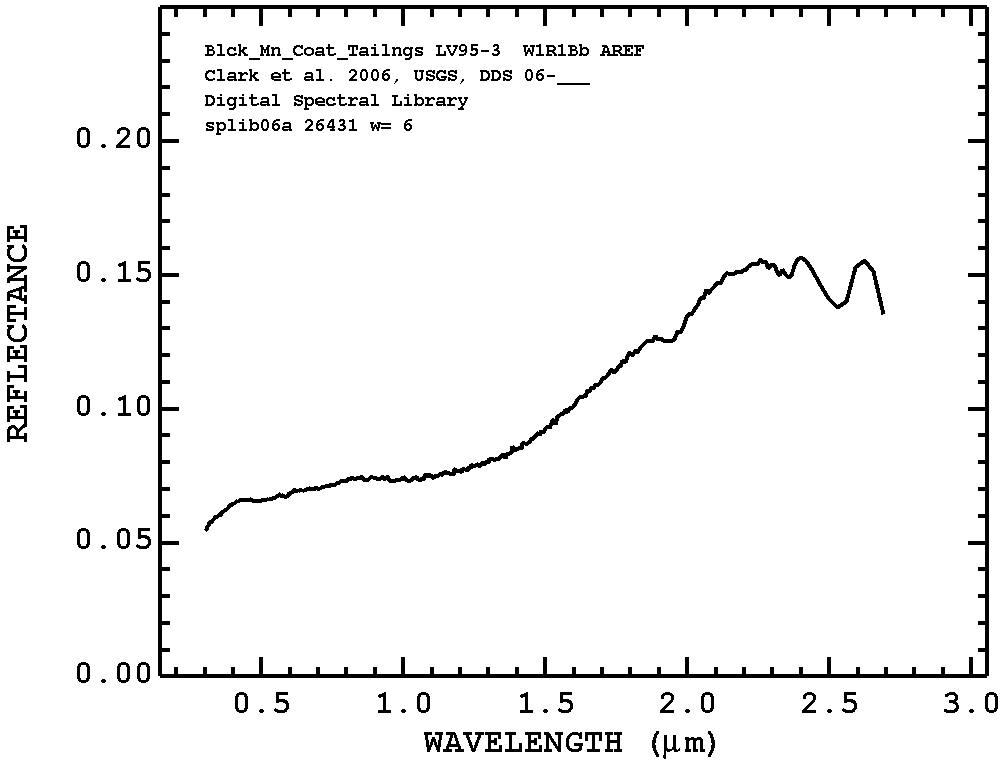 Blck_Mn_Coat_Tailngs LV95-3 W1R1Bb AREF
Clark et al. 2006, USGS, DDS 06-___
Digital Spectral Library
splib06a 26431 w= 6
0.20
0.15
0.10
0.05
0.00
REFLECTANCE
0.5 1.0 1.5 2.0 2.5 3.0
WAVELENGTH (μm)